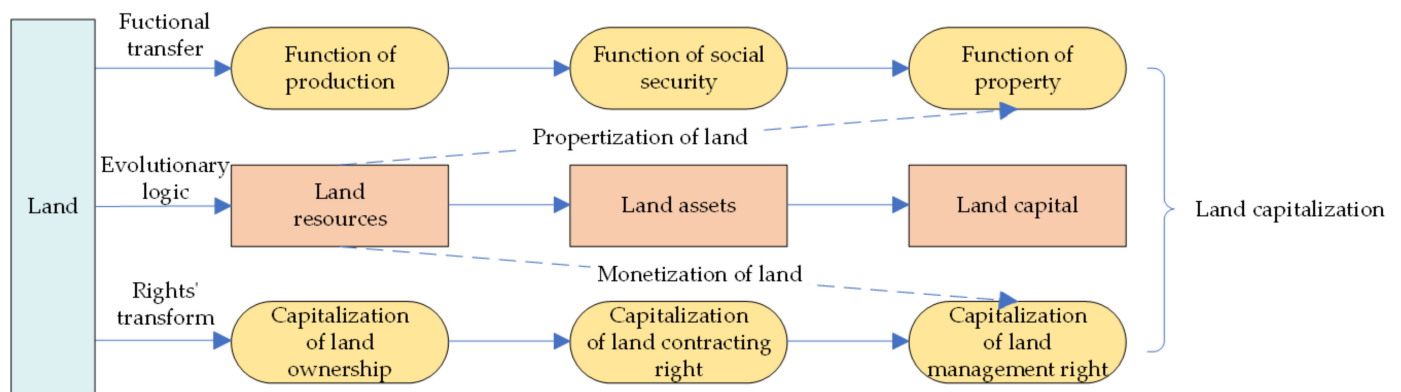 Land
Fuctional
transfer
Function of
production
Function of social
security
Function of
property
Propertization of land
Evolutionary
logic
Land
resources
Land assets
Land capital
Land capitalization
Monetization of land
Rights'
transform
Capitalization
of land
ownership
Capitalization
of land contracting
right
Capitalization
of land
management right